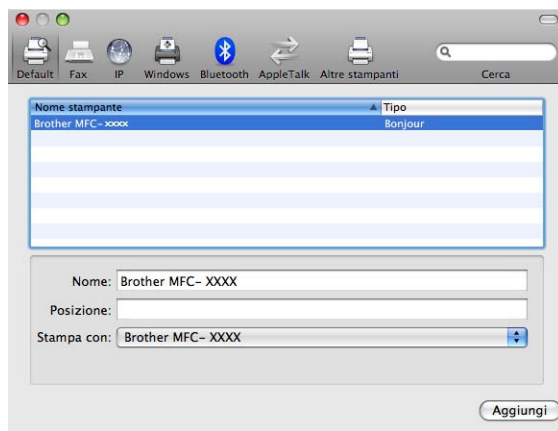 Default Fax IP Windows Bluetooth AppleTalk Altre stampanti Cerca
Nome stampante Tipo
Brother MFC-xxxx Bonjour
Nome: Brother MFC- XXXX
Posizione:
Stampa con: Brother MFC- XXXX
Aggiungi